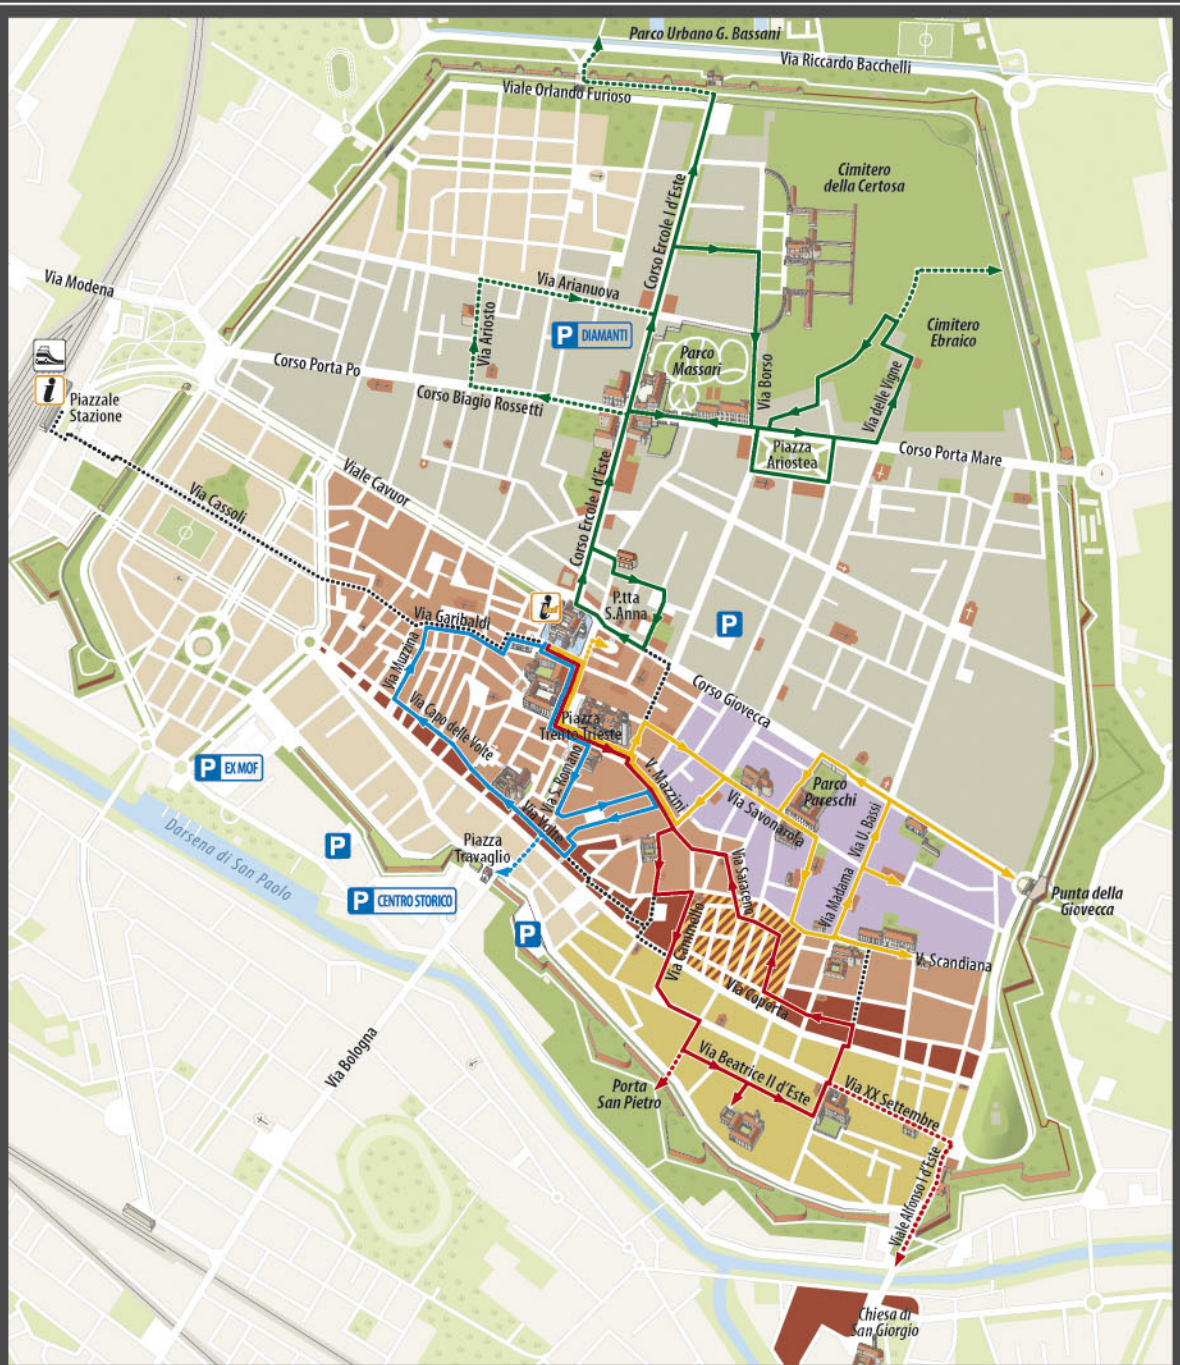 Parco Urbano G. Bassani
Via Riccardo Bacchelli
Viale Orlando Furioso
Cimitero
della Certosa
Corso Ercole I d'Este
Via Modena
Via Arianuova
P DIAMANTI
Via Ariosto
Cimitero
Ebraico
Parco
Massari
Corso Porta Po
i
Piazzale
Stazione
Corso Biagio Rossetti
Via Borso
Via delle Vigne
Piazza
Ariostea
Corso Porta Mare
Viale Cavuor
Via Cassoli
Corso Ercole I d'Este
P.tta
S.Anna
i
Via Garibaldi
P
Via Muzzina
Corso Giovecca
Via Capo delle Volte
Piazza
Trento Trieste
P EX MOF
Via S. Romano
V. Mazzini
Parco
Pareschi
Via Savonarola
Via U. Bassi
Via Volte
Darsena di San Paolo
P
Piazza
Travaglio
Via Saraceno
Via Madama
Punta della
Giovecca
P CENTRO STORICO
P
Via Caminello
V. Scandiana
Via Coperta
Via Bologna
Via Beatrice II d'Este
Via XX Settembre
Porta
San Pietro
Viale Alfonso I d'Este
Chiesa di
San Giorgio